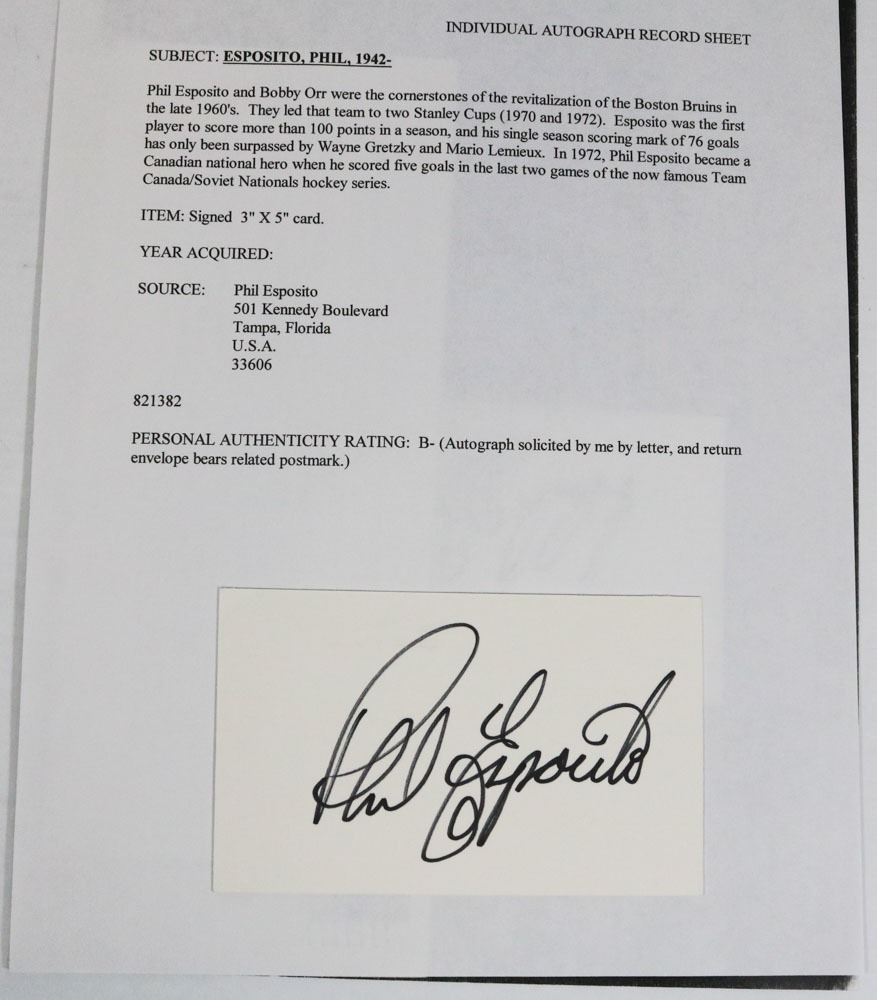 INDIVIDUAL AUTOGRAPH RECORD SHEET
SUBJECT: ESPOSITO, PHIL, 1942-
Phil Esposito and Bobby Orr were the cornerstones of the revitalization of the Boston Bruins in
the late 1960's. They led that team to two Stanley Cups (1970 and 1972). Esposito was the first
player to score more than 100 points in a season, and his single season scoring mark of 76 goals
has only been surpassed by Wayne Gretzky and Mario Lemieux. In 1972, Phil Esposito became a
Canadian national hero when he scored five goals in the last two games of the now famous Team
Canada/Soviet Nationals hockey series.
ITEM: Signed 3" X 5" card.
YEAR ACQUIRED:
SOURCE: Phil Esposito
501 Kennedy Boulevard
Tampa, Florida
U.S.A.
33606
821382
PERSONAL AUTHENTICITY RATING: B- (Autograph solicited by me by letter, and return
envelope bears related postmark.)
Phil Esposito